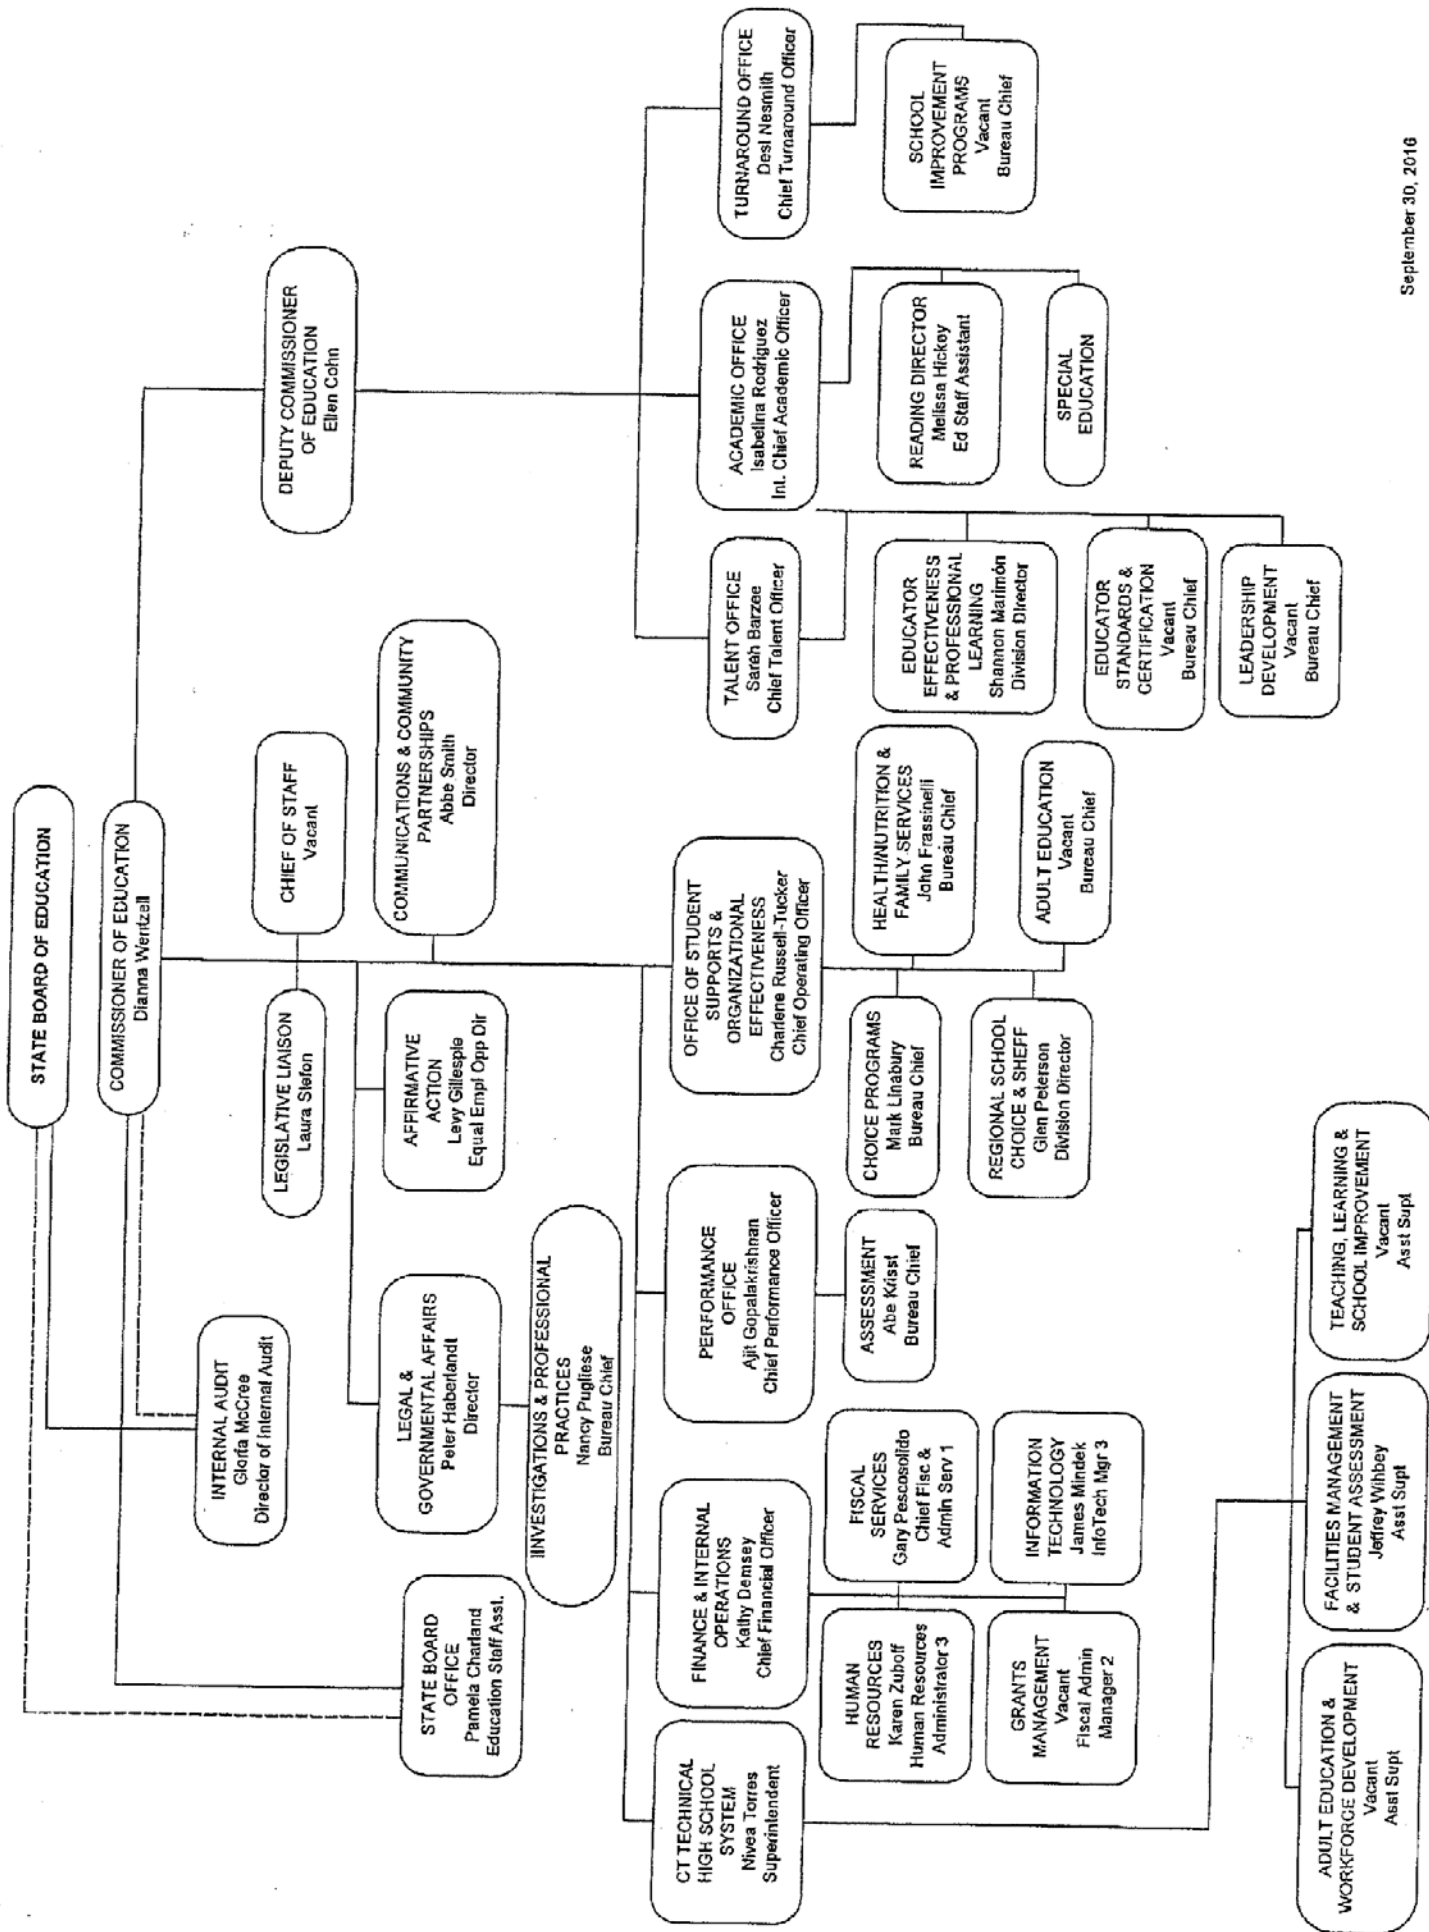 STATE BOARD OF EDUCATION
COMMISSIONER OF EDUCATION
Dianna Wentzell
INTERNAL AUDIT
Gloria McCree
Director of Internal Audit
STATE BOARD
OFFICE
Pamela Charland
Education Staff Asst.
LEGISLATIVE LIAISON
Laura Stefon
CHIEF OF STAFF
Vacant
DEPUTY COMMISSIONER
OF EDUCATION
Ellen Cohn
LEGAL &
GOVERNMENTAL AFFAIRS
Peter Haberlandt
Director
AFFIRMATIVE
ACTION
Levy Gillespie
Equal Empl Opp Dir
COMMUNICATIONS & COMMUNITY
PARTNERSHIPS
Abbe Smith
Director
IINVESTIGATIONS & PROFESSIONAL
PRACTICES
Nancy Pugliese
Bureau Chief
CT TECHNICAL
HIGH SCHOOL
SYSTEM
Nivea Torres
Superintendent
FINANCE & INTERNAL
OPERATIONS
Kathy Demsey
Chief Financial Officer
PERFORMANCE
OFFICE
Ajit Gopalakrishnan
Chief Performance Officer
OFFICE OF STUDENT
SUPPORTS &
ORGANIZATIONAL
EFFECTIVENESS
Charlene Russell-Tucker
Chief Operating Officer
TALENT OFFICE
Sarah Barzee
Chief Talent Officer
ACADEMIC OFFICE
Isabelina Rodriguez
Int. Chief Academic Officer
TURNAROUND OFFICE
Desi Nesmith
Chief Turnaround Officer
HUMAN
RESOURCES
Karen Zuboff
Human Resources
Administrator 3
FISCAL
SERVICES
Gary Pescosolido
Chief Fisc &
Admin Serv 1
ASSESSMENT
Abe Krisst
Bureau Chief
CHOICE PROGRAMS
Mark Linabury
Bureau Chief
HEALTH/NUTRITION &
FAMILY SERVICES
John Frassinelli
Bureau Chief
EDUCATOR
EFFECTIVENESS
& PROFESSIONAL
LEARNING
Shannon Marimón
Division Director
READING DIRECTOR
Melissa Hickey
Ed Staff Assistant
SCHOOL
IMPROVEMENT
PROGRAMS
Vacant
Bureau Chief
GRANTS
MANAGEMENT
Vacant
Fiscal Admin
Manager 2
INFORMATION
TECHNOLOGY
James Mindek
InfoTech Mgr 3
REGIONAL SCHOOL
CHOICE & SHEFF
Glen Peterson
Division Director
ADULT EDUCATION
Vacant
Bureau Chief
EDUCATOR
STANDARDS &
CERTIFICATION
Vacant
Bureau Chief
SPECIAL
EDUCATION
LEADERSHIP
DEVELOPMENT
Vacant
Bureau Chief
ADULT EDUCATION &
WORKFORCE DEVELOPMENT
Vacant
Asst Supt
FACILITIES MANAGEMENT
& STUDENT ASSESSMENT
Jeffrey Wihbey
Asst Supt
TEACHING, LEARNING &
SCHOOL IMPROVEMENT
Vacant
Asst Supt
September 30, 2016